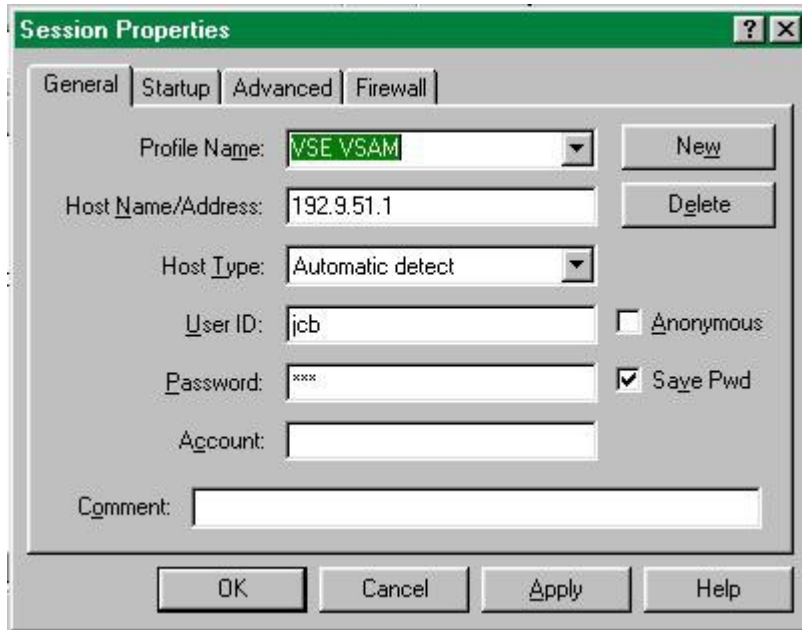 Session Properties
General Startup Advanced Firewall
Profile Name: VSE VSAM New
Host Name/Address: 192.9.51.1 Delete
Host Type: Automatic detect
User ID: jcb Anonymous
Password: *** Save Pwd
Account:
Comment:
OK Cancel Apply Help